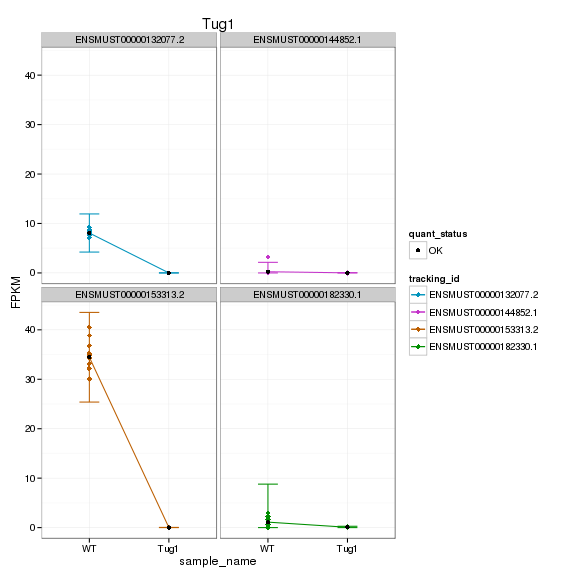 Tug1
ENSMUST00000132077.2 ENSMUST00000144852.1
40
30
20
10
0
ENSMUST00000153313.2 ENSMUST00000182330.1
40
30
20
10
0
FPKM
WT Tug1 WT Tug1
sample_name
quant_status
OK
tracking_id
ENSMUST00000132077.2
ENSMUST00000144852.1
ENSMUST00000153313.2
ENSMUST00000182330.1